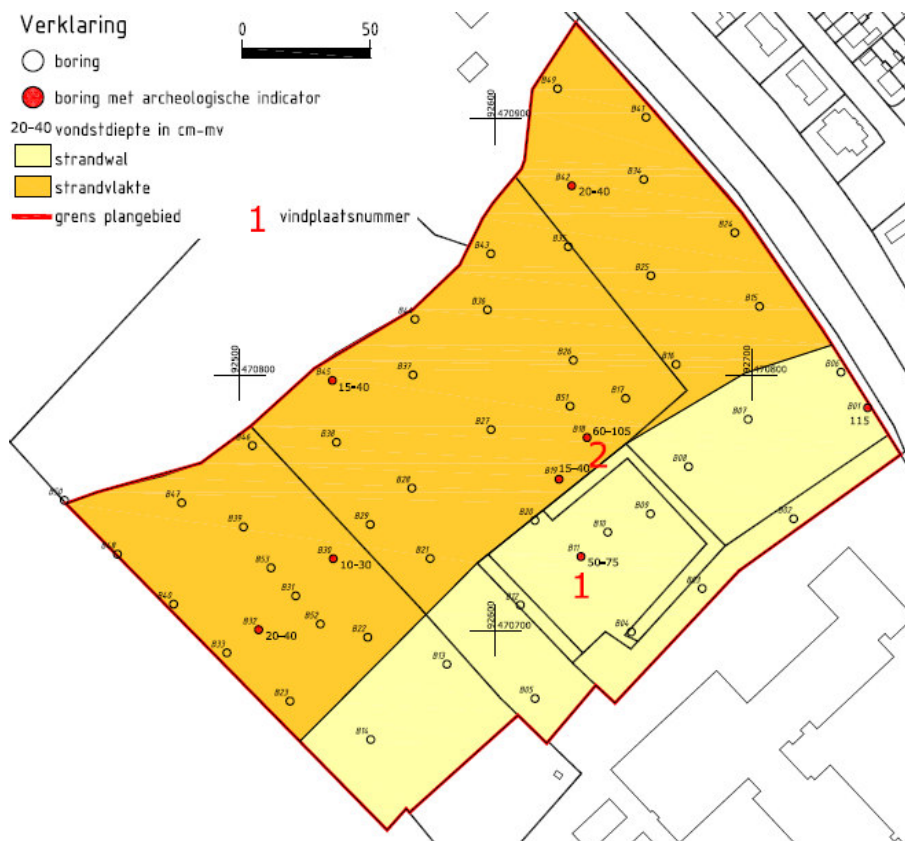 Verklaring
0 50
boring
boring met archeologische indicator
20-40 vondstdiepte in cm-mv
strandwal
strandvlakte
grens plangebied
1 vindplaatsnummer
92600
470900
B49
B41
B42
20-40
B34
B24
B43
B35
B25
B36
B15
B44
92500
470800
B45
15-40
B37
B26
B16
92700
470800
B06
B51
B17
B01
115
B07
B46
B38
B27
B18
60-105
2
B08
B19
15-40
B50
B47
B28
B39
B29
B20
B09
B02
B10
B48
B53
B30
10-30
B21
B11
50-75
1
B03
B40
B31
B12
92600
470700
B32
20-40
B52
B22
B04
B33
B13
B23
B05
B14